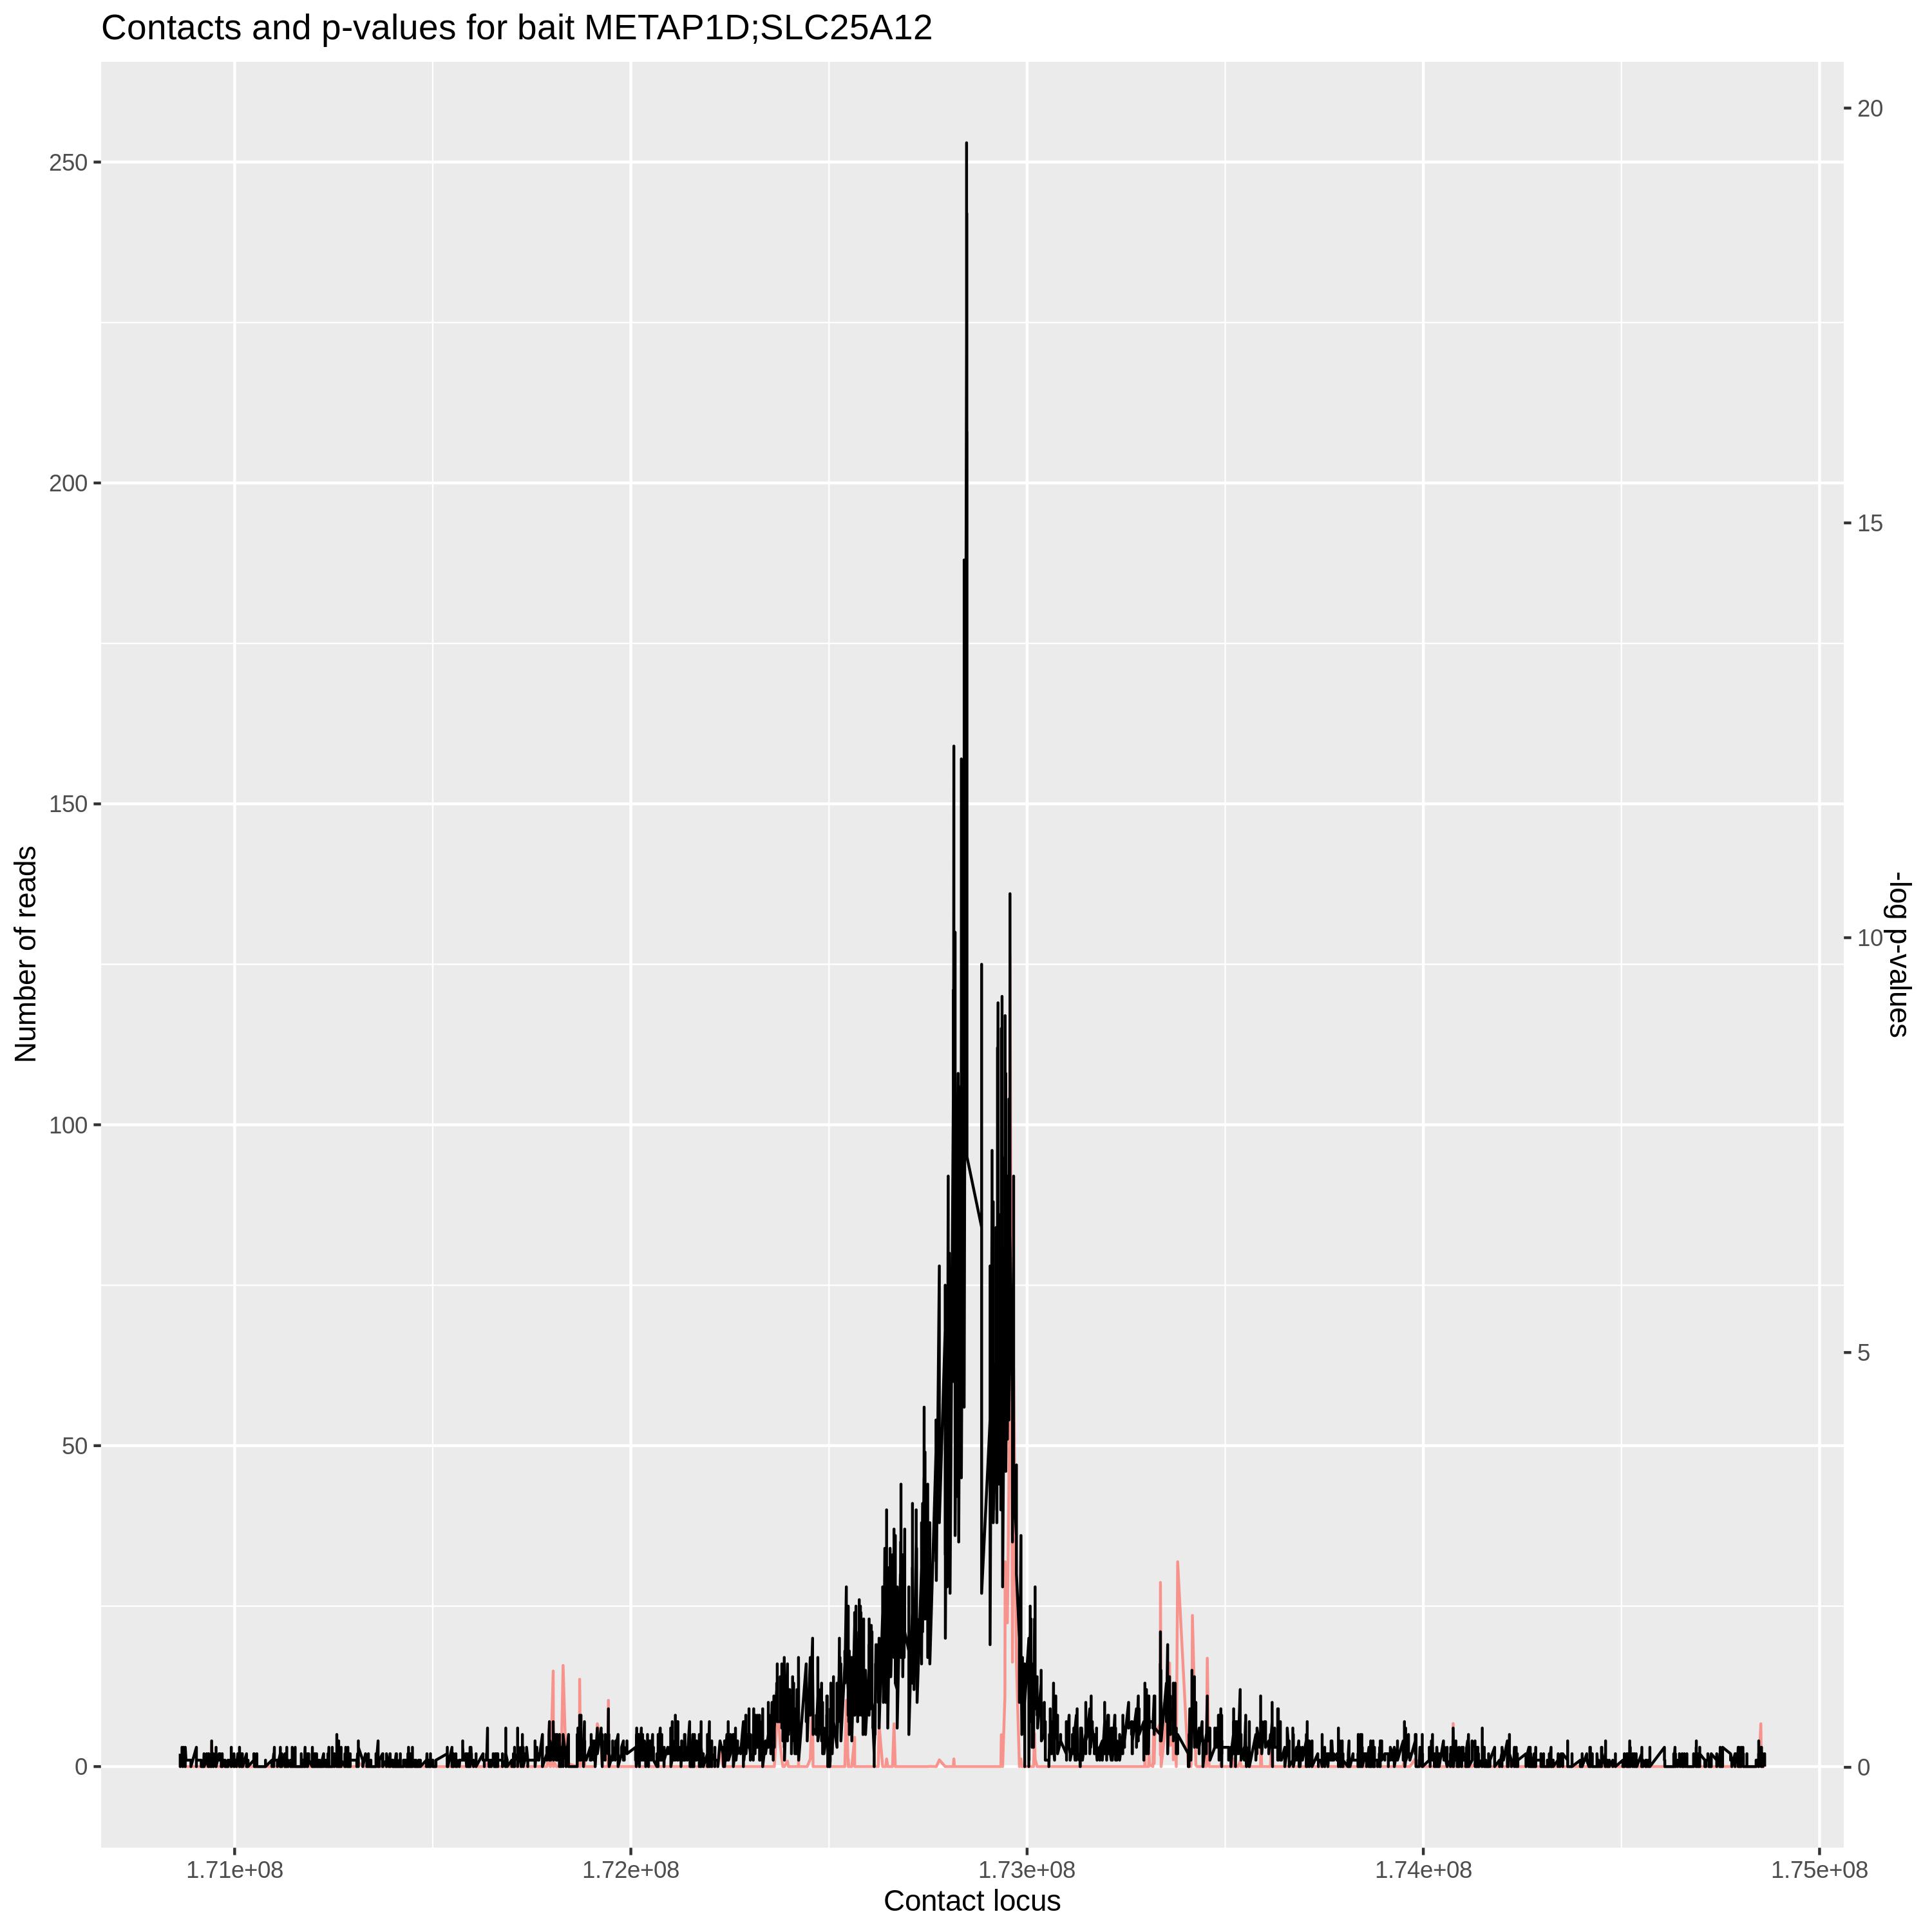 Contacts and p-values for bait METAP1D;SLC25A12
Number of reads
250
200
150
100
50
0
20
15
10
5
0
-log p-values
1.71e+08
1.72e+08
1.73e+08
1.74e+08
1.75e+08
Contact locus